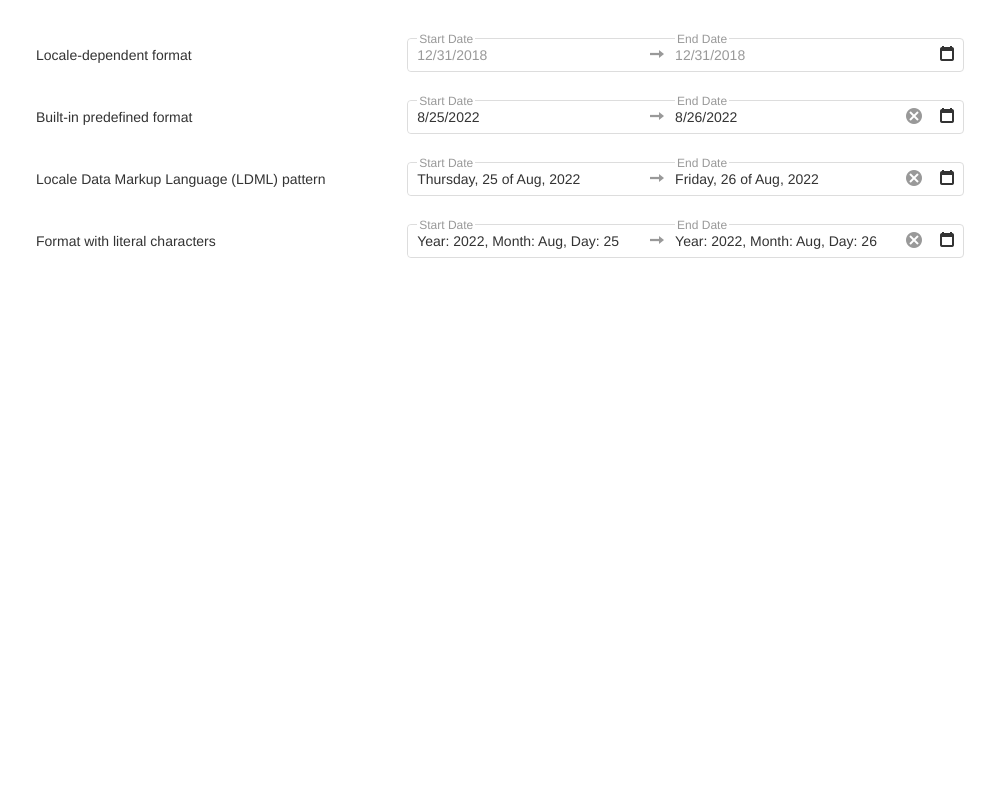 Start Date End Date
Locale-dependent format 12/31/2018 12/31/2018
Start Date End Date
Built-in predefined format 8/25/2022 8/26/2022
Start Date End Date
Locale Data Markup Language (LDML) pattern Thursday, 25 of Aug, 2022 Friday, 26 of Aug, 2022
Start Date End Date
Format with literal characters Year: 2022, Month: Aug, Day: 25 Year: 2022, Month: Aug, Day: 26